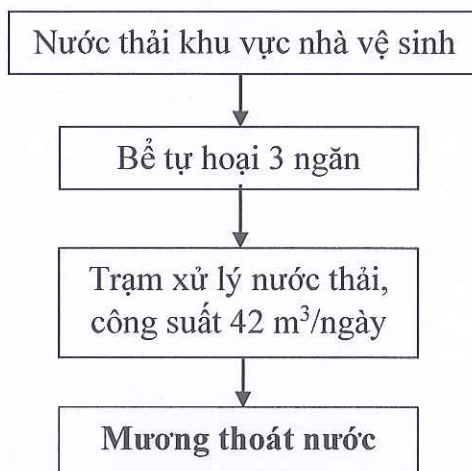 Nước thải khu vực nhà vệ sinh
Bể tự hoại 3 ngăn
Trạm xử lý nước thải,
công suất 42 m³/ngày
Mương thoát nước